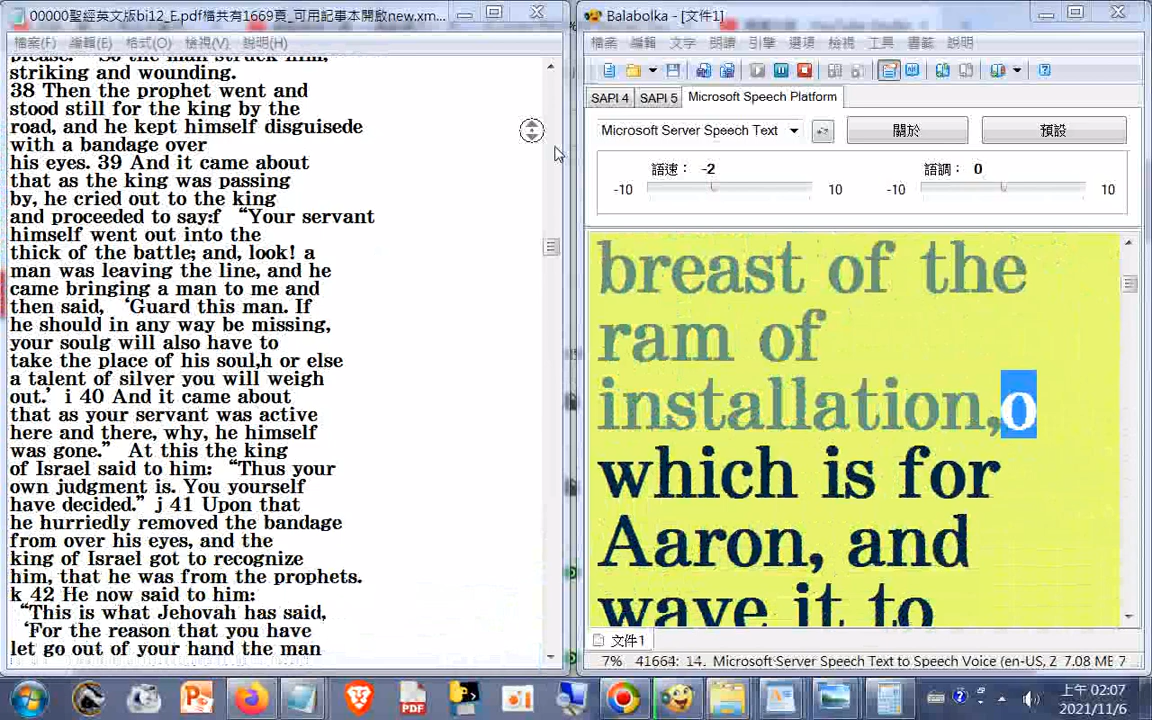 00000聖經英文版bi12_E.pdf檔共有1669頁_可用記事本開啟new.xm...
檔案(F) 編輯(E) 格式(O) 檢視(V) 說明(H)
please.” So the man struck him,
striking and wounding.
38 Then the prophet went and
stood still for the king by the
road, and he kept himself disguisede
with a bandage over
his eyes. 39 And it came about
that as the king was passing
by, he cried out to the king
and proceeded to say:f “Your servant
himself went out into the
thick of the battle; and, look! a
man was leaving the line, and he
came bringing a man to me and
then said, ‘Guard this man. If
he should in any way be missing,
your soulg will also have to
take the place of his soul,h or else
a talent of silver you will weigh
out.’ i 40 And it came about
that as your servant was active
here and there, why, he himself
was gone.” At this the king
of Israel said to him: “Thus your
own judgment is. You yourself
have decided.” j 41 Upon that
he hurriedly removed the bandage
from over his eyes, and the
king of Israel got to recognize
him, that he was from the prophets.
k 42 He now said to him:
“This is what Jehovah has said,
‘For the reason that you have
let go out of your hand the man
Balabolka - [文件1]
檔案 編輯 文字 朗讀 引擎 選項 檢視 工具 書籤 說明
SAPI 4 SAPI 5 Microsoft Speech Platform
Microsoft Server Speech Text 關於 預設
語速： -2 語調： 0
-10 10 -10 10
breast of the
ram of
installation,o
which is for
Aaron, and
wave it to
文件1
7% 41664: 14. Microsoft Server Speech Text to Speech Voice (en-US, 2 7.08 MB 7
PDF
上午 02:07
2021/11/6